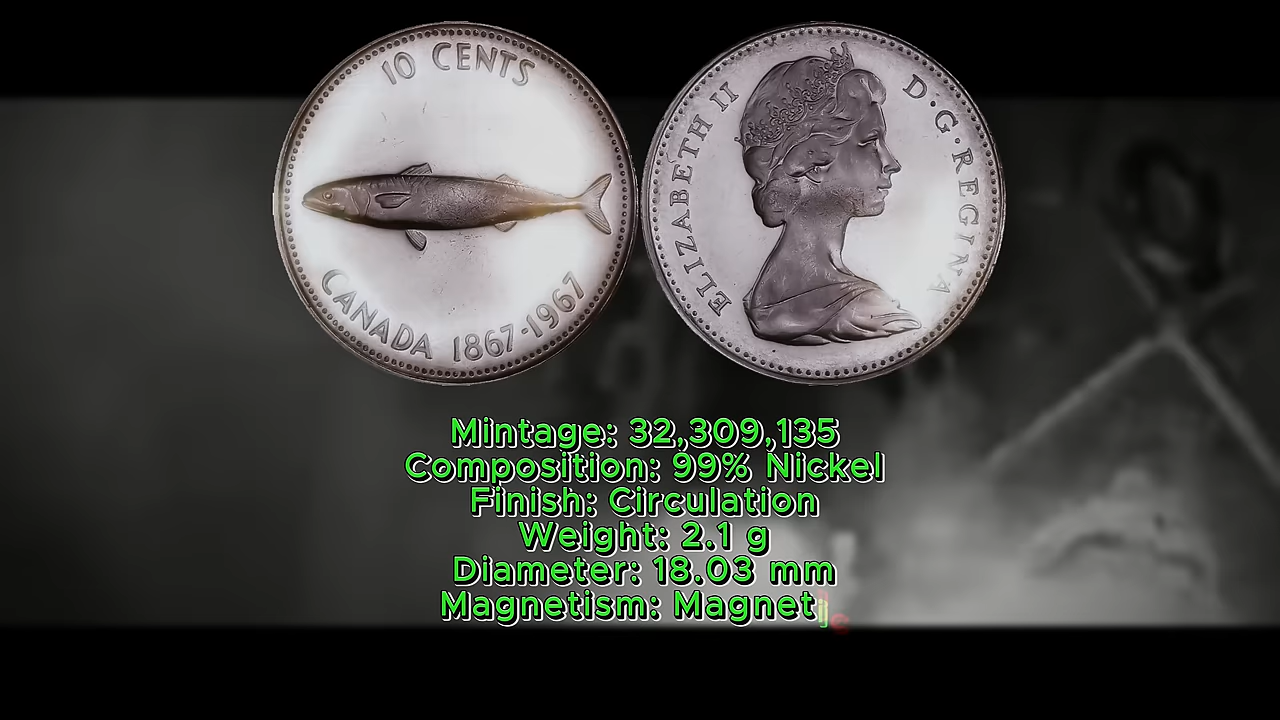 10 CENTS
CANADA 1867-1967
ELIZABETH II D·G·REGINA
Mintage: 32,309,135
Composition: 99% Nickel
Finish: Circulation
Weight: 2.1 g
Diameter: 18.03 mm
Magnetism: Magnetic